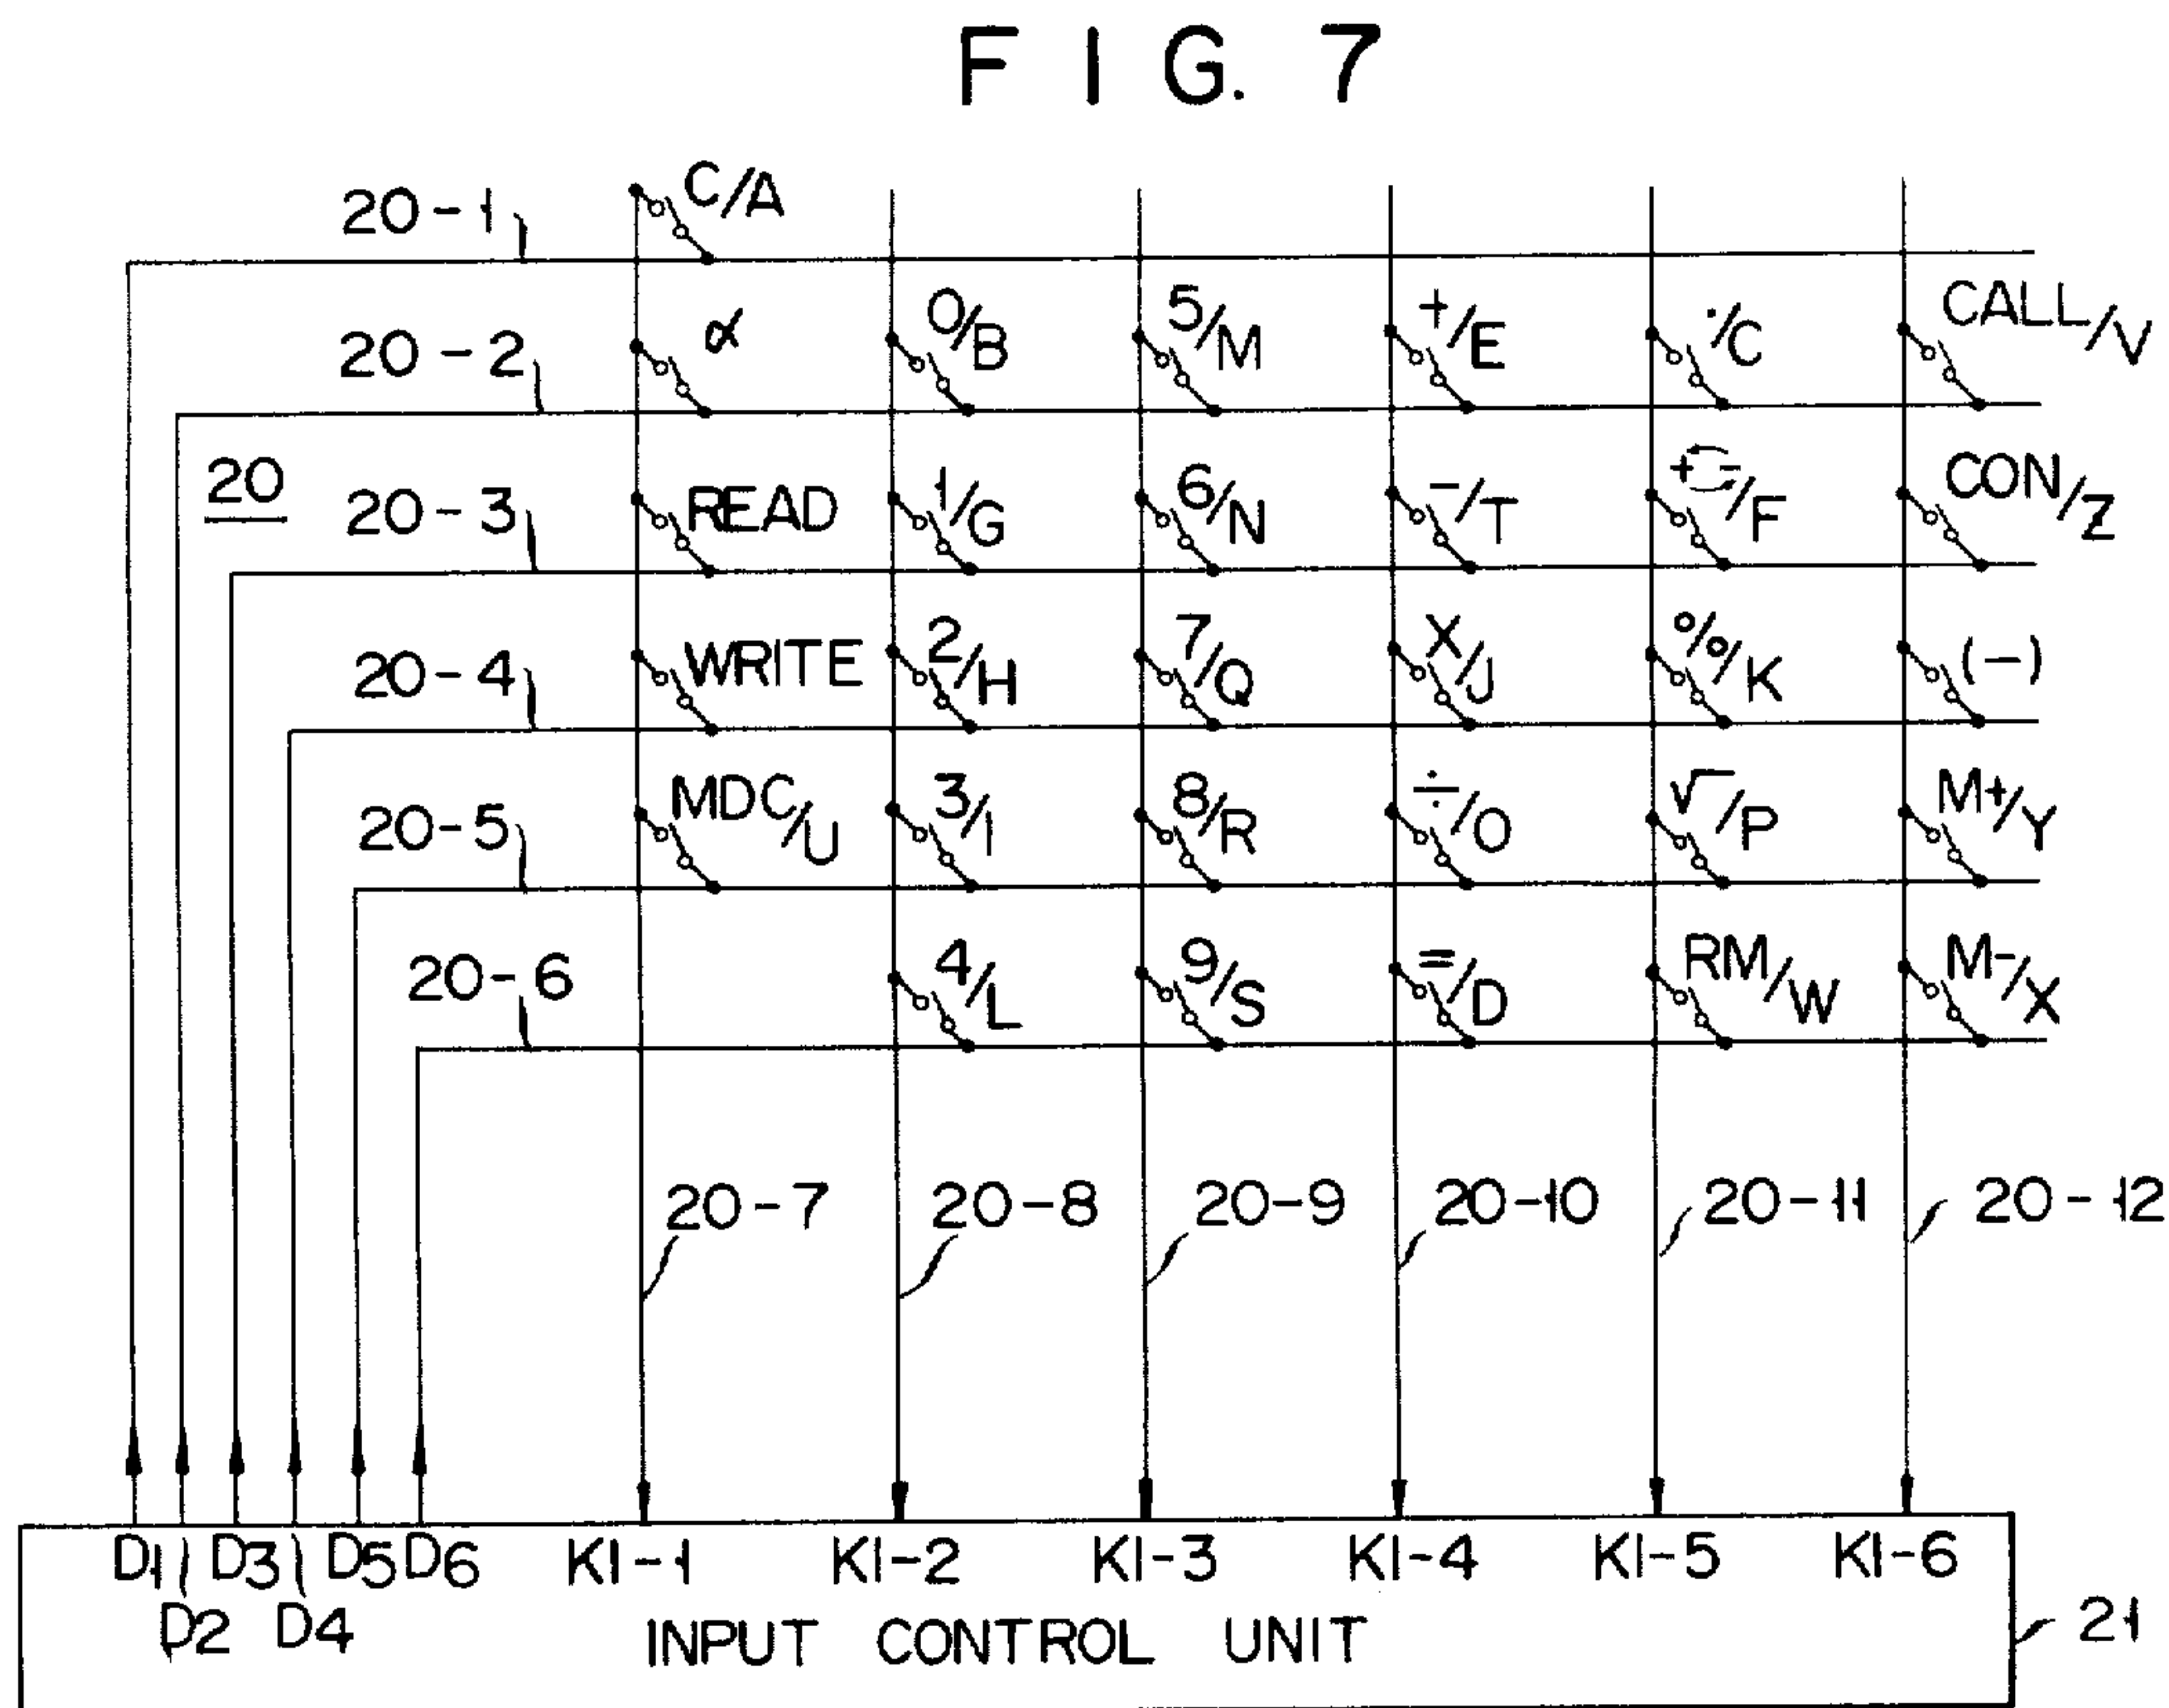 FIG. 7
20-1 C/A
20-2 α 0/B 5/M +/E ·/C CALL/V
20 20-3 READ 1/G 6/N -/T +-/F CON/Z
20-4 WRITE 2/H 7/Q X/J %/K (-)
20-5 MDC/U 3/I 8/R ÷/O √/P M+/Y
20-6 4/L 9/S =/D RM/W M-/X
20-7 20-8 20-9 20-10 20-11 20-12
D1 D3 D5 D6 KI-1 KI-2 KI-3 KI-4 KI-5 KI-6
D2 D4 INPUT CONTROL UNIT 21